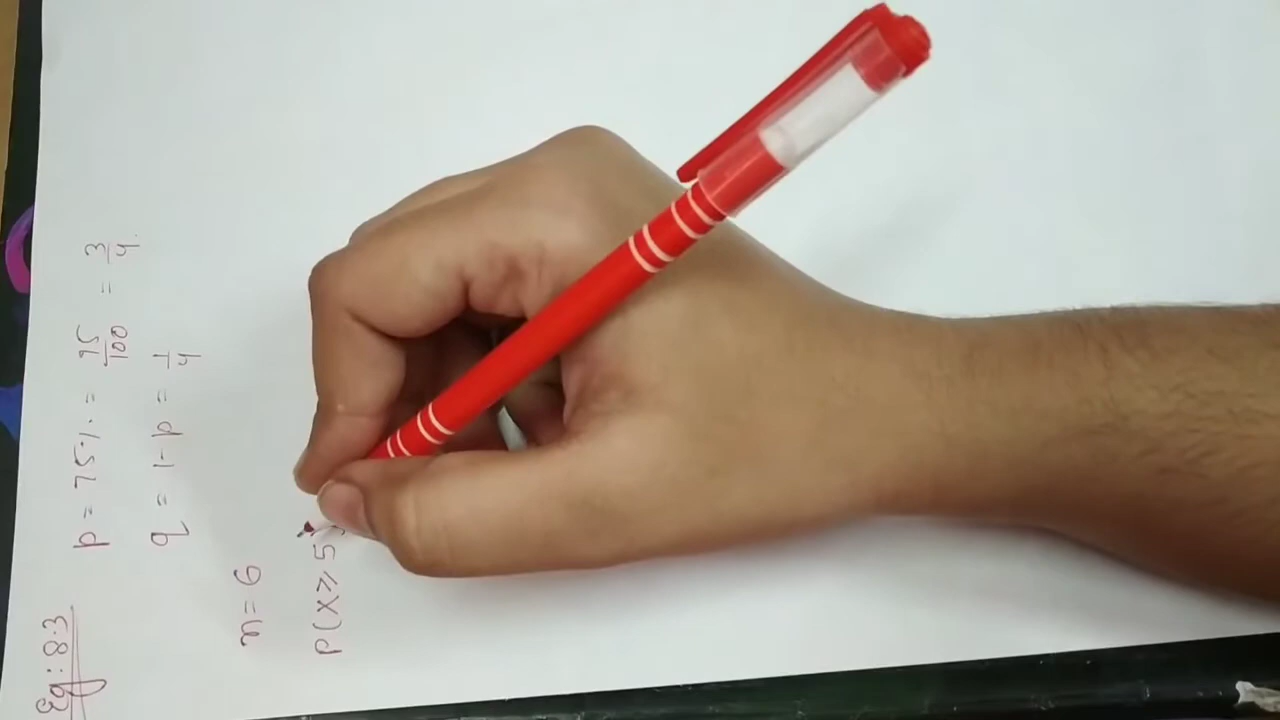 Eg: 8.3
p = 75% = 75/100 = 3/4.
q = 1-p = 1/4
n = 6
P(X⩾5)